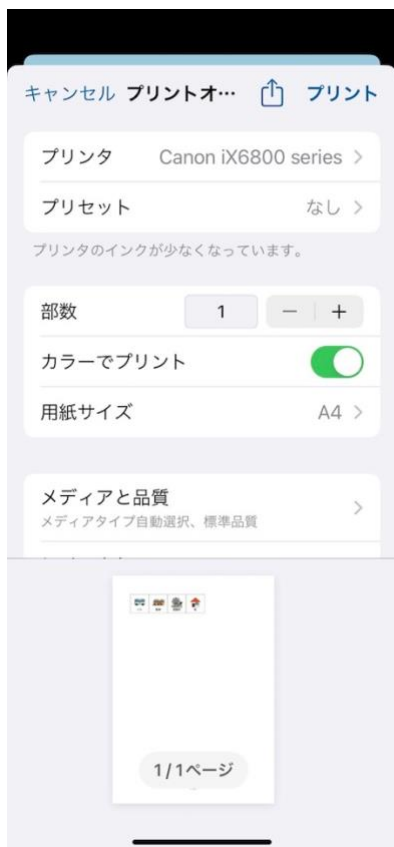 キャンセル プリントオ… プリント
プリンタ Canon iX6800 series
プリセット なし
プリンタのインクが少なくなっています。
部数 1 − +
カラーでプリント
用紙サイズ A4
メディアと品質
メディアタイプ自動選択、標準品質
1/1ページ